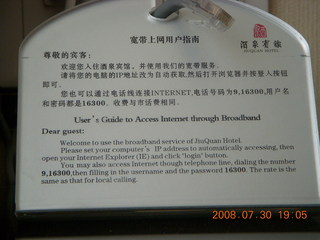 宽带上网用户指南
酒泉宾馆
JIUQUAN HOTEL
尊敬的宾客:
欢迎您入住酒泉宾馆、并使用我们的宽带服务。
请将您的电脑的IP地址改为自动获取,然后打开浏览器并按登入按钮
即可。
您也可以通过电话线连接INTERNET,电话号码为9,16300,用户名
和密码都是16300。收费与市话费相同。
User's Guide to Access Internet through Broadband
Dear guest:
Welcome to use the broadband service of JiuQuan Hotel.
Please set your computer's IP address to automatically accessing, then
open your Internet Explorer (IE) and click "login" button.
You may also access Internet though telephone line, dialing the number
9,16300,then filling in the username and the password 16300. The rate is the
same as that for local calling.
2008.07.30 19:05